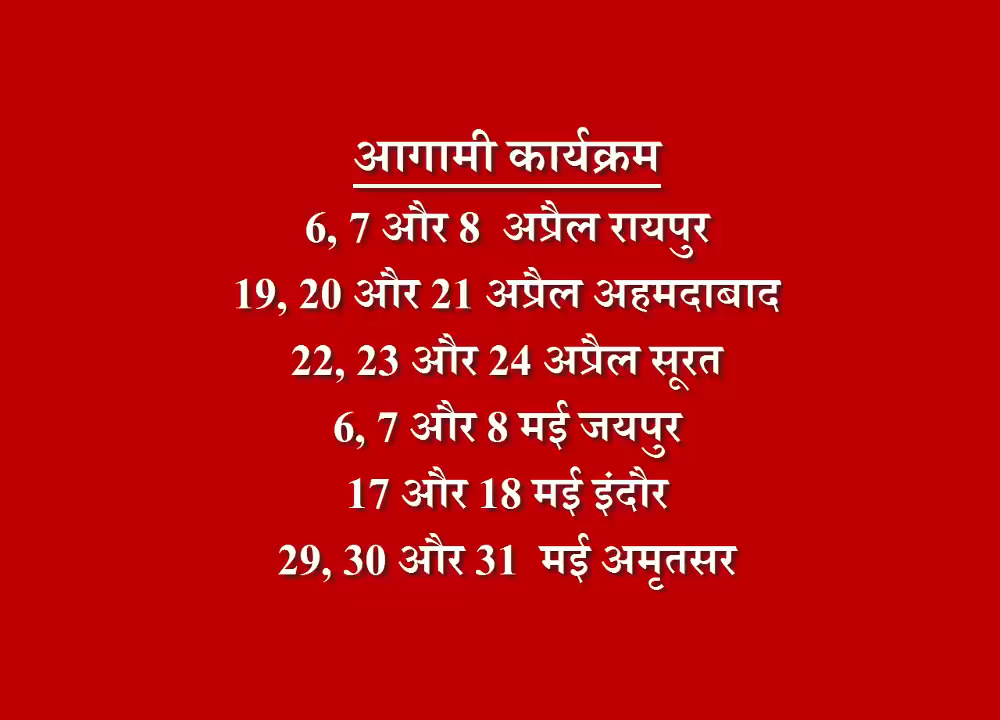 आगामी कार्यक्रम
6, 7 और 8 अप्रैल रायपुर
19, 20 और 21 अप्रैल अहमदाबाद
22, 23 और 24 अप्रैल सूरत
6, 7 और 8 मई जयपुर
17 और 18 मई इंदौर
29, 30 और 31 मई अमृतसर